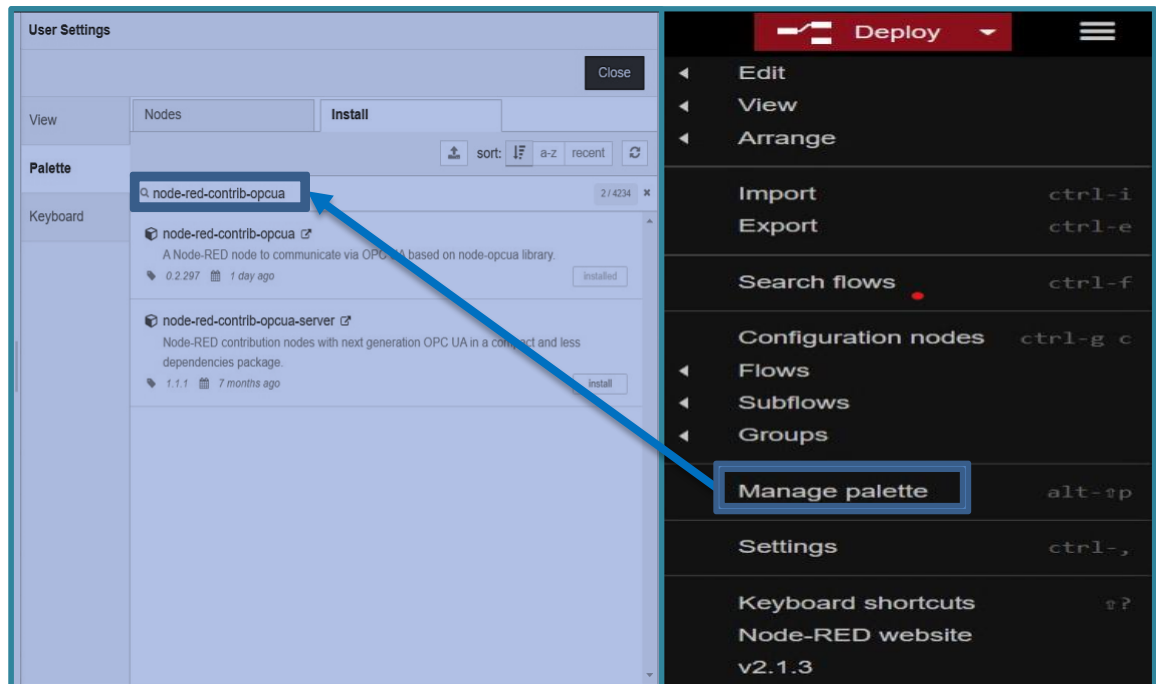 User Settings
Close
View
Palette
Keyboard
Nodes
Install
sort: a-z recent
node-red-contrib-opcua
2 / 4234
node-red-contrib-opcua
A Node-RED node to communicate via OPC UA based on node-opcua library.
0.2.297 1 day ago
installed
node-red-contrib-opcua-server
Node-RED contribution nodes with next generation OPC UA in a compact and less
dependencies package.
1.1.1 7 months ago
install
Deploy
Edit
View
Arrange
Import ctrl-i
Export ctrl-e
Search flows ctrl-f
Configuration nodes ctrl-g c
Flows
Subflows
Groups
Manage palette alt-⇧p
Settings ctrl-,
Keyboard shortcuts ⇧?
Node-RED website
v2.1.3